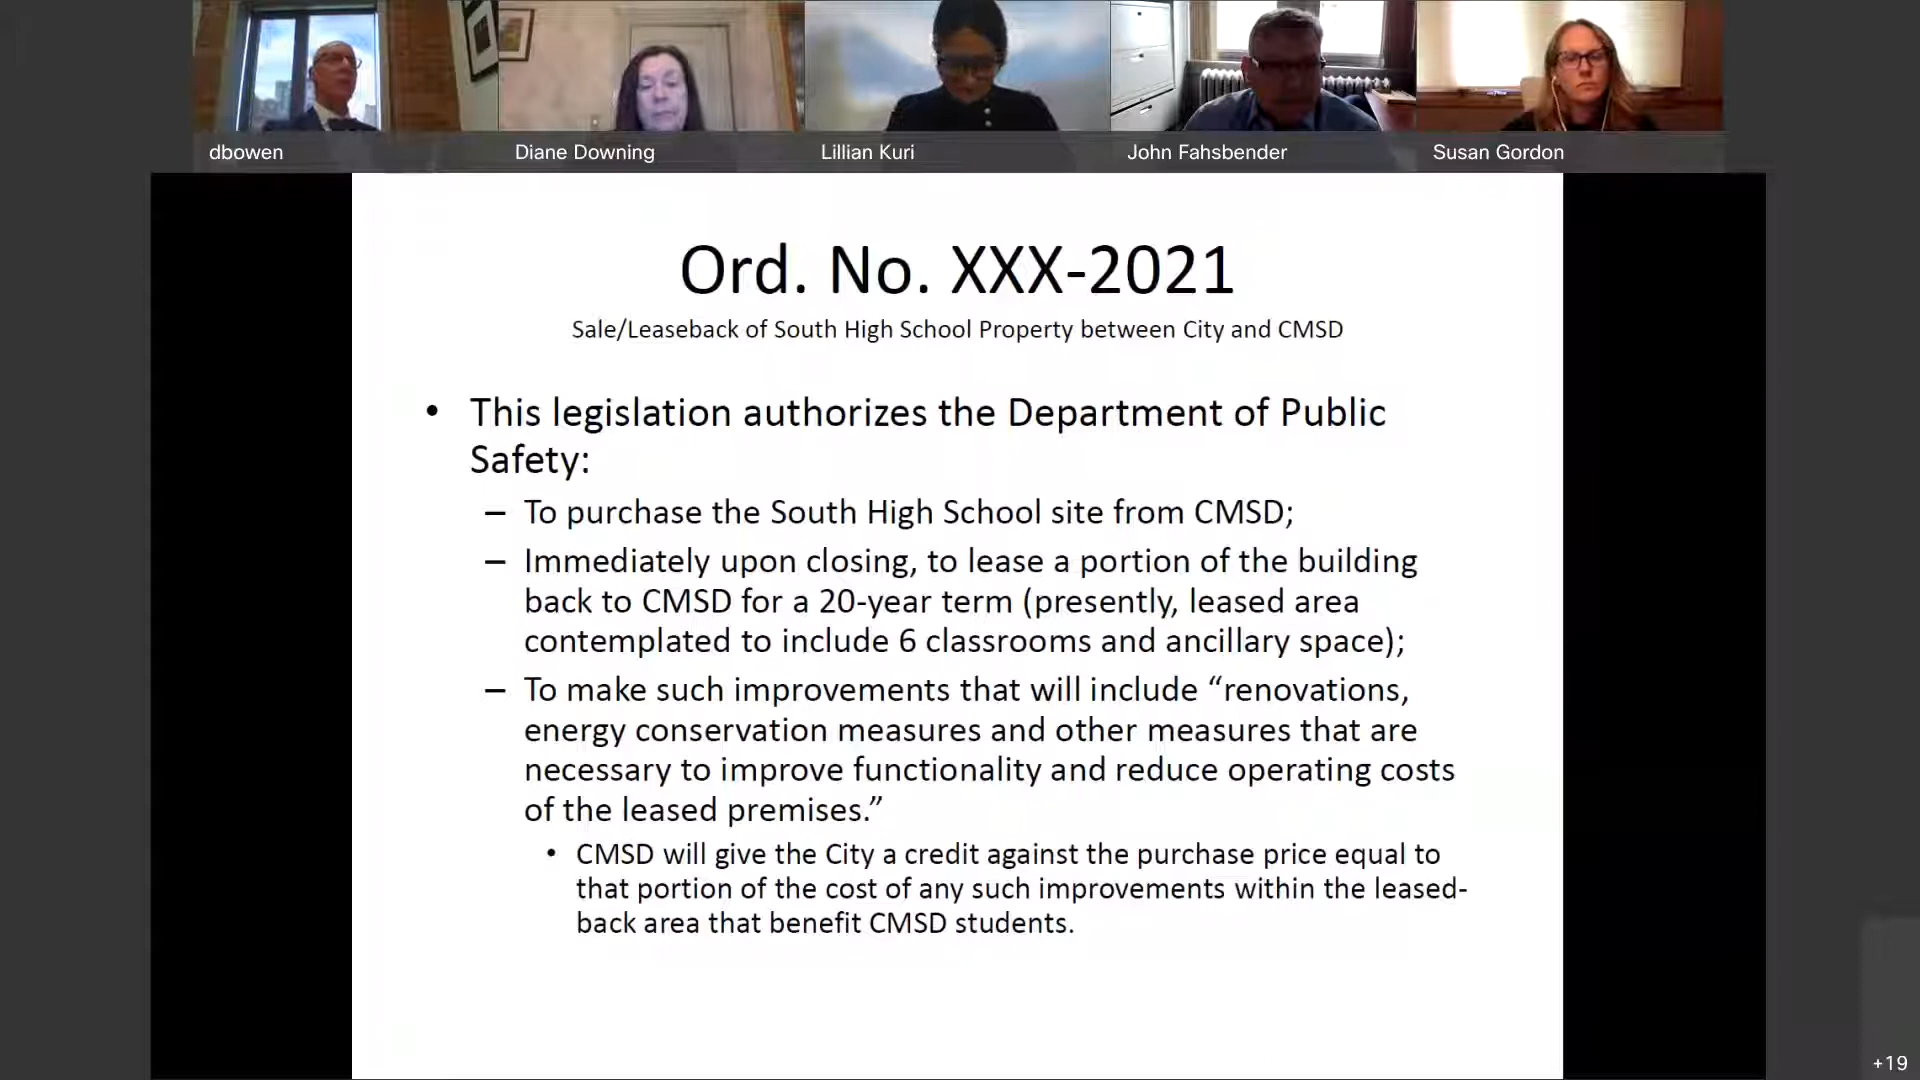 dbowen
Diane Downing
Lillian Kuri
John Fahsbender
Susan Gordon
Ord. No. XXX-2021
Sale/Leaseback of South High School Property between City and CMSD
• This legislation authorizes the Department of Public
Safety:
– To purchase the South High School site from CMSD;
– Immediately upon closing, to lease a portion of the building
back to CMSD for a 20-year term (presently, leased area
contemplated to include 6 classrooms and ancillary space);
– To make such improvements that will include “renovations,
energy conservation measures and other measures that are
necessary to improve functionality and reduce operating costs
of the leased premises.”
• CMSD will give the City a credit against the purchase price equal to
that portion of the cost of any such improvements within the leased-
back area that benefit CMSD students.
+19